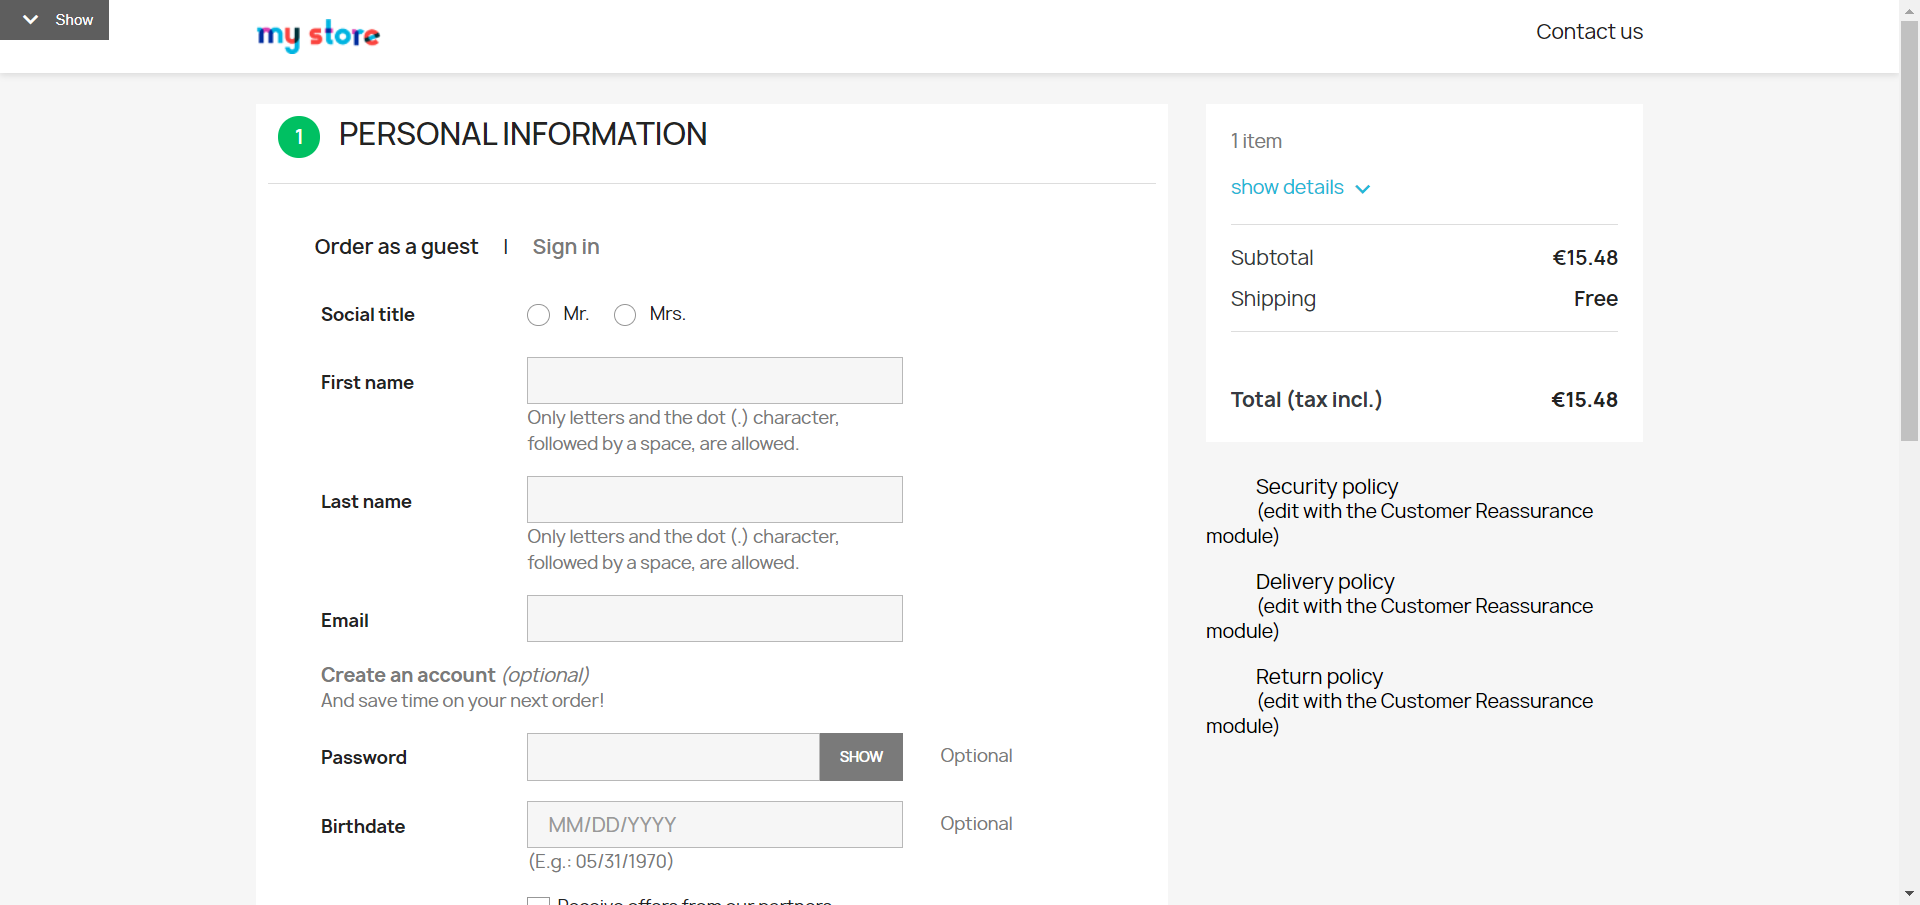 Show
my store
Contact us
1 PERSONAL INFORMATION
Order as a guest | Sign in
Social title Mr. Mrs.
First name
Only letters and the dot (.) character,
followed by a space, are allowed.
Last name
Only letters and the dot (.) character,
followed by a space, are allowed.
Email
Create an account (optional)
And save time on your next order!
Password SHOW Optional
Birthdate MM/DD/YYYY Optional
(E.g.: 05/31/1970)
Receive offers from our partners
1 item
show details
Subtotal €15.48
Shipping Free
Total (tax incl.) €15.48
Security policy
(edit with the Customer Reassurance
module)
Delivery policy
(edit with the Customer Reassurance
module)
Return policy
(edit with the Customer Reassurance
module)